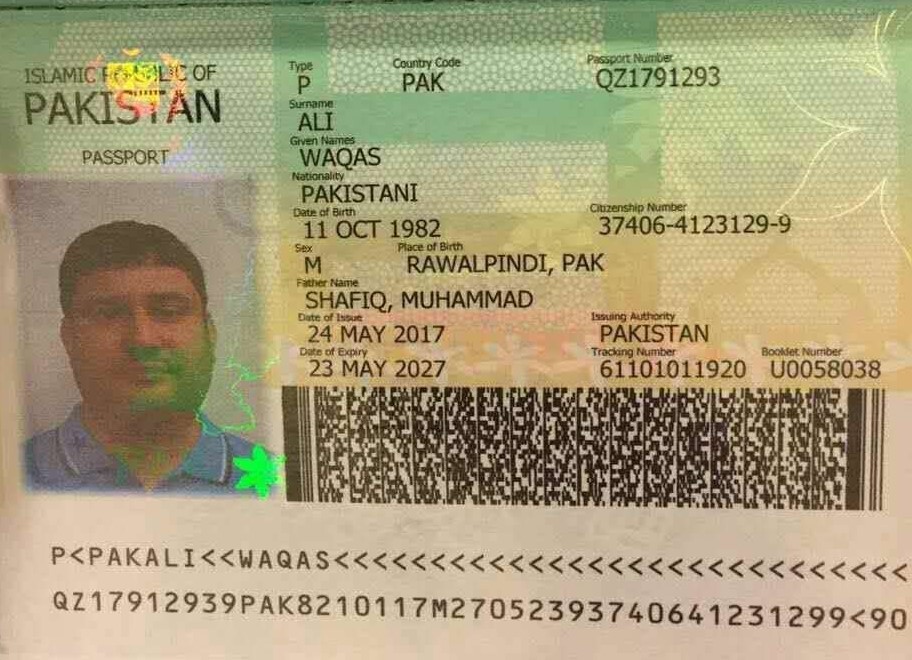 ISLAMIC REPUBLIC OF
PAKISTAN
PASSPORT
Type Country Code Passport Number
P PAK QZ1791293
Surname
ALI
Given Names
WAQAS
Nationality
PAKISTANI
Date of Birth Citizenship Number
11 OCT 1982 37406-4123129-9
Sex Place of Birth
M RAWALPINDI, PAK
Father Name
SHAFIQ, MUHAMMAD
Date of Issue Issuing Authority
24 MAY 2017 PAKISTAN
Date of Expiry Tracking Number Booklet Number
23 MAY 2027 61101011920 U0058038
P<PAKALI<<WAQAS<<<<<<<<<<<<<<<<<<<<<<<<<<<<<
QZ17912939PAK8210117M27052393740641231299<90